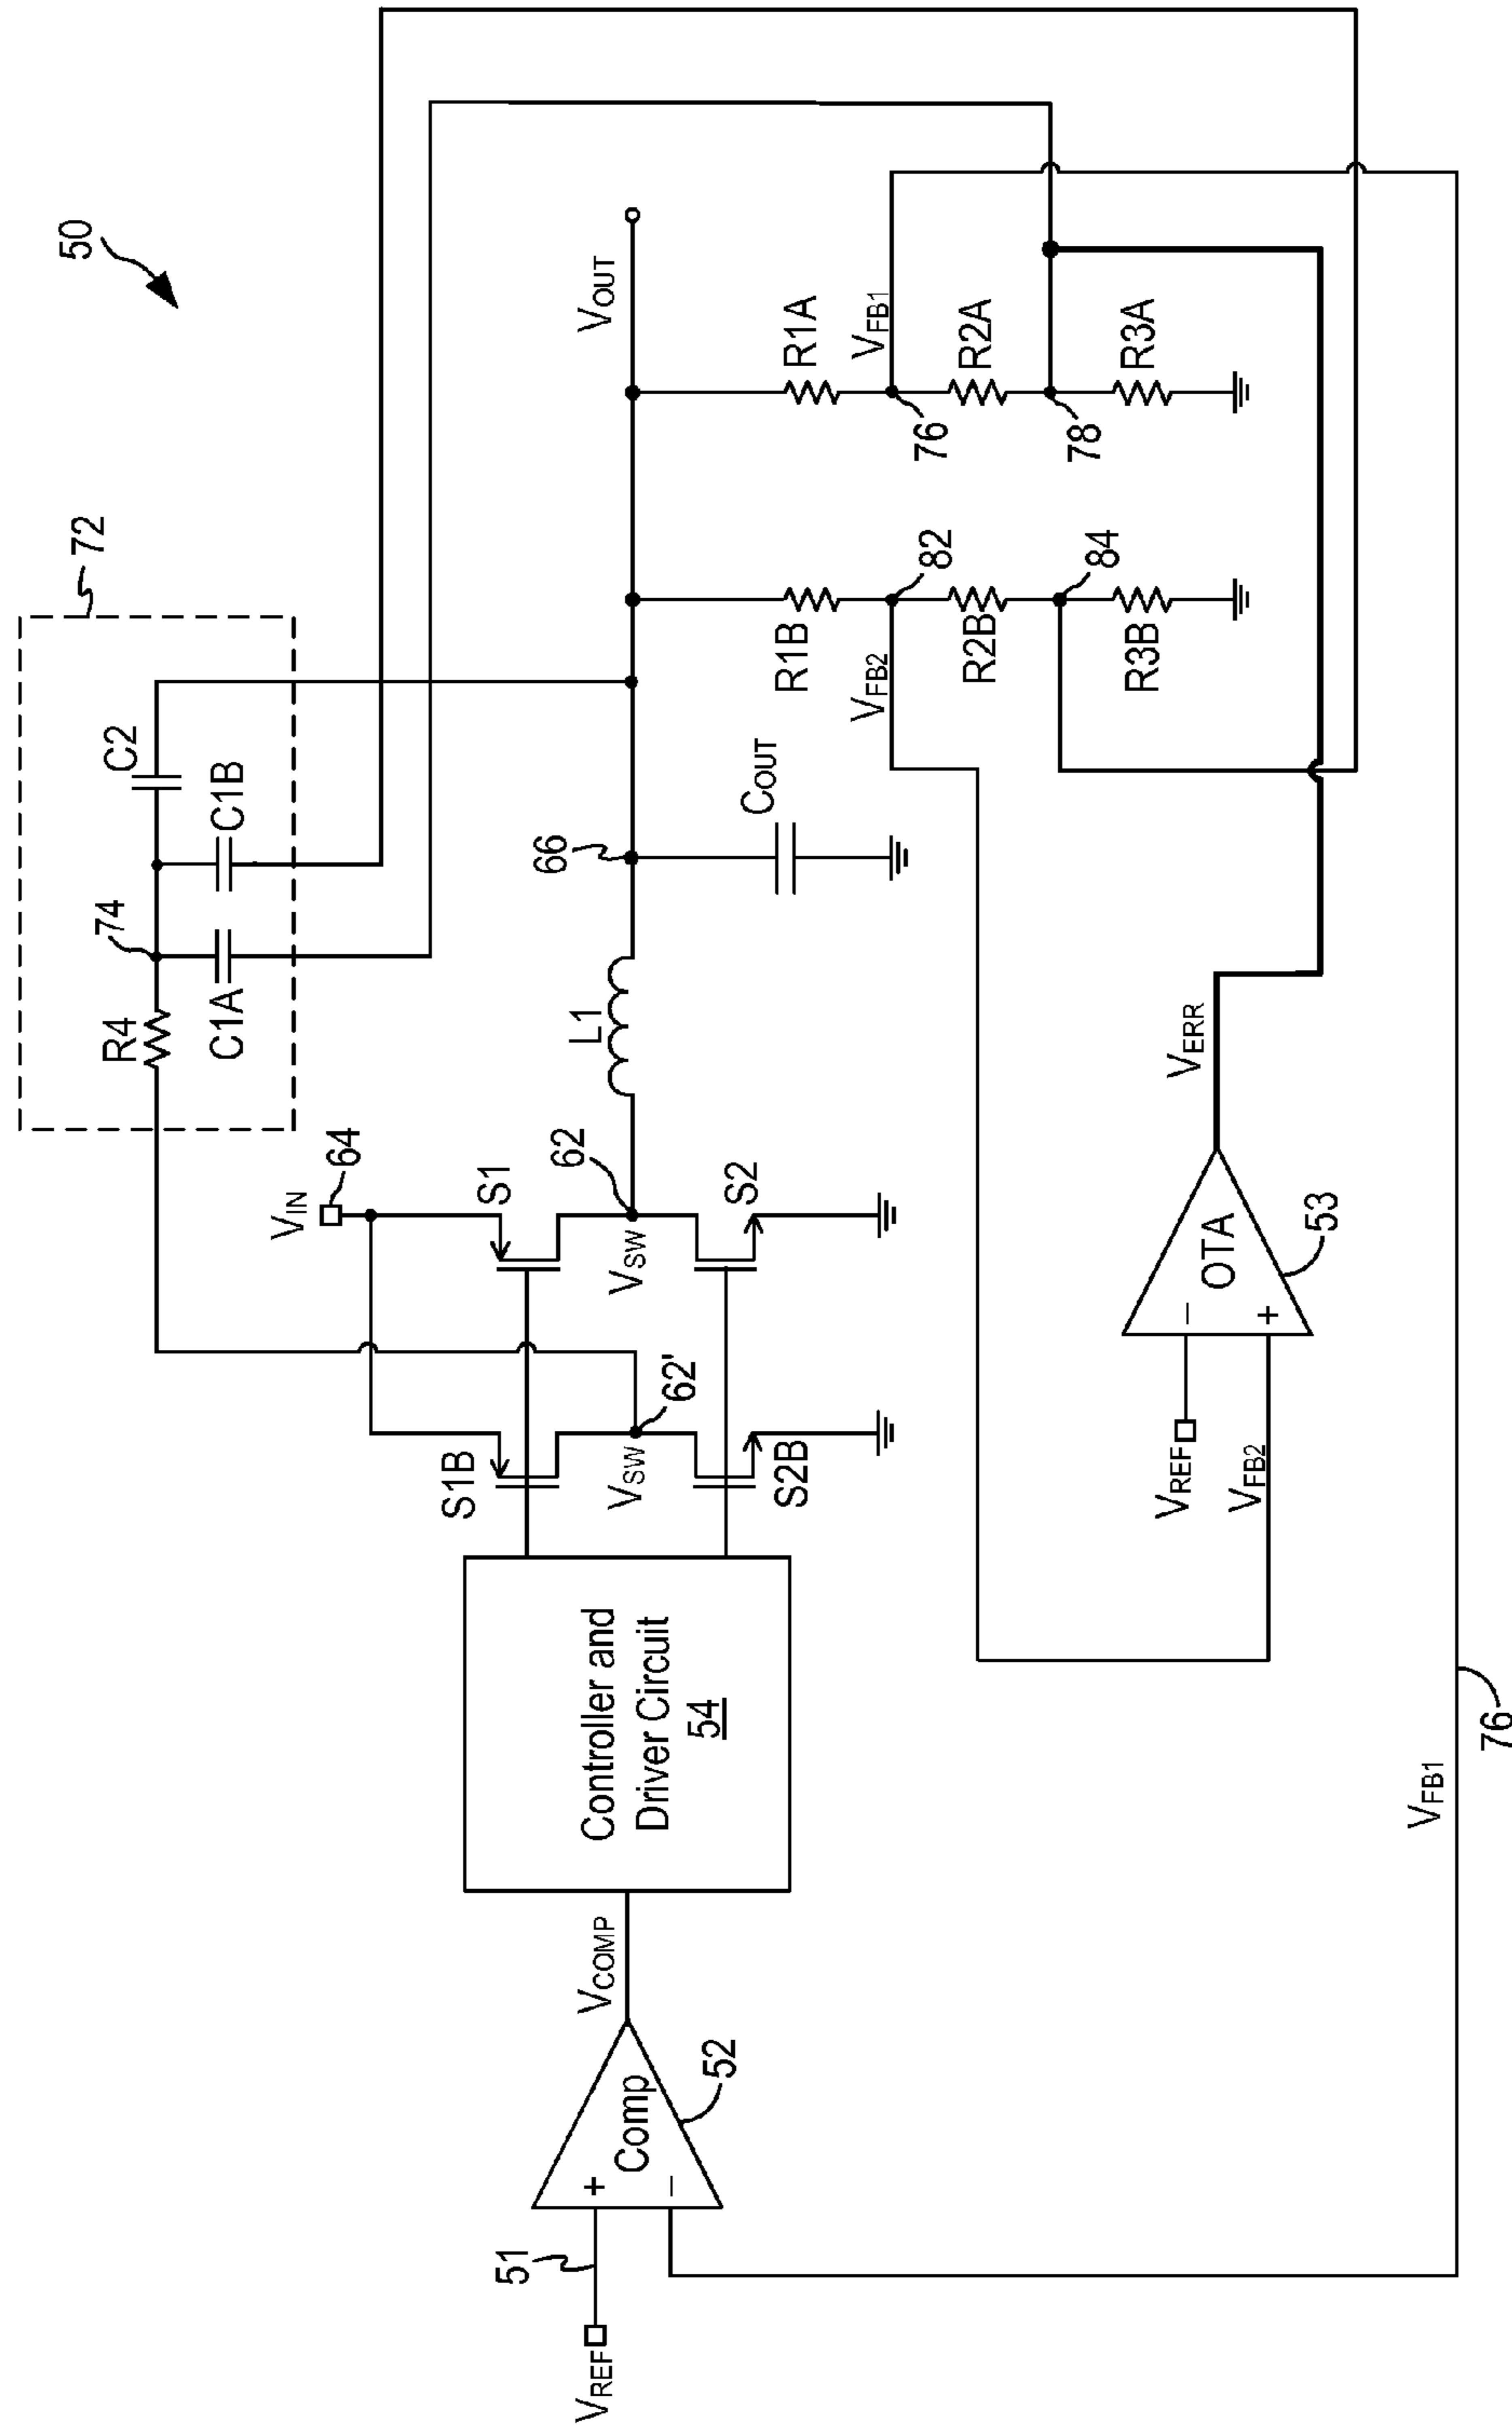 50
72
C2
R4
74
C1A
C1B
VIN
64
S1B
S1
62
VSW
62'
VSW
S2B
S2
L1
66
COUT
VOUT
R1B
VFB2
82
R2B
84
R3B
R1A
VFB1
76
R2A
78
R3A
VREF
51
+
−
Comp
52
VCOMP
Controller and
Driver Circuit
54
VREF
VFB2
−
+
OTA
53
VERR
VFB1
76